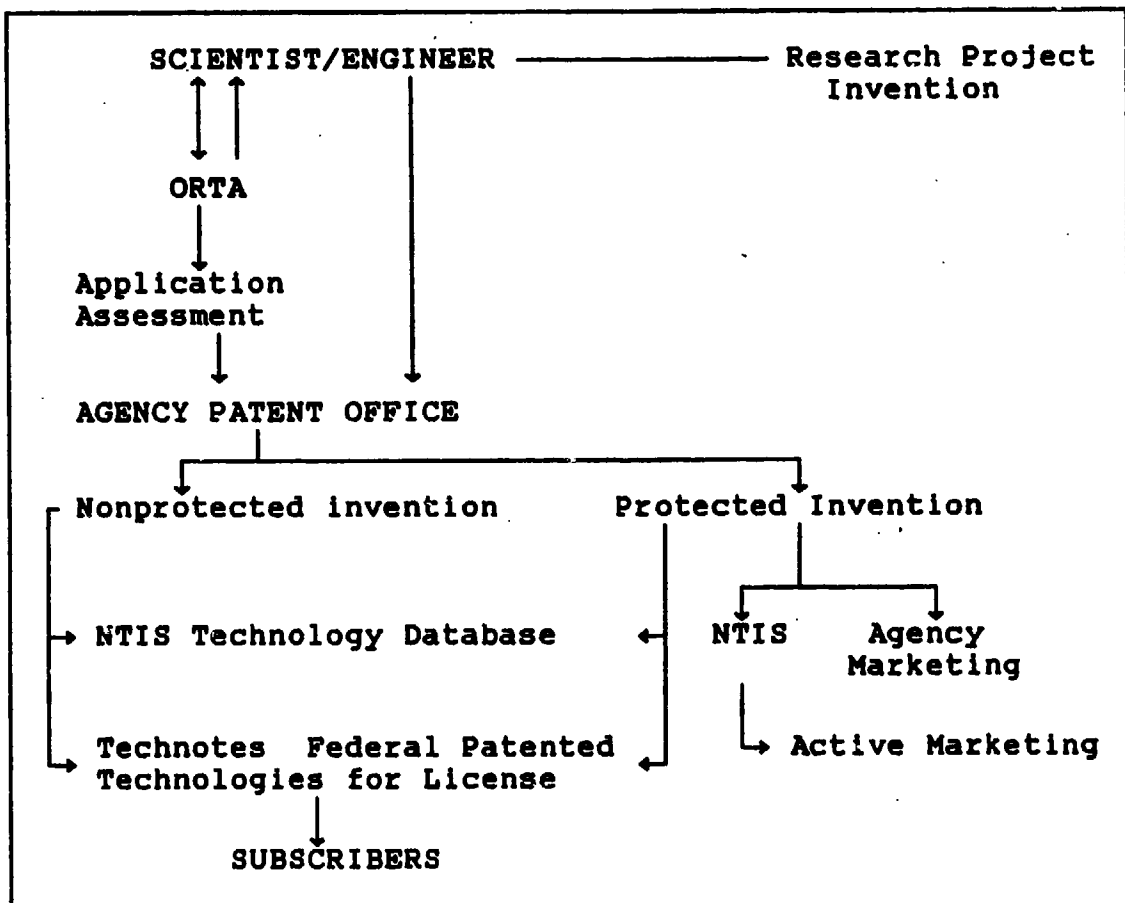 SCIENTIST/ENGINEER
Research Project
Invention
ORTA
Application
Assessment
AGENCY PATENT OFFICE
Nonprotected invention
Protected Invention
NTIS Technology Database
NTIS
Agency
Marketing
Technotes Federal Patented
Technologies for License
Active Marketing
SUBSCRIBERS